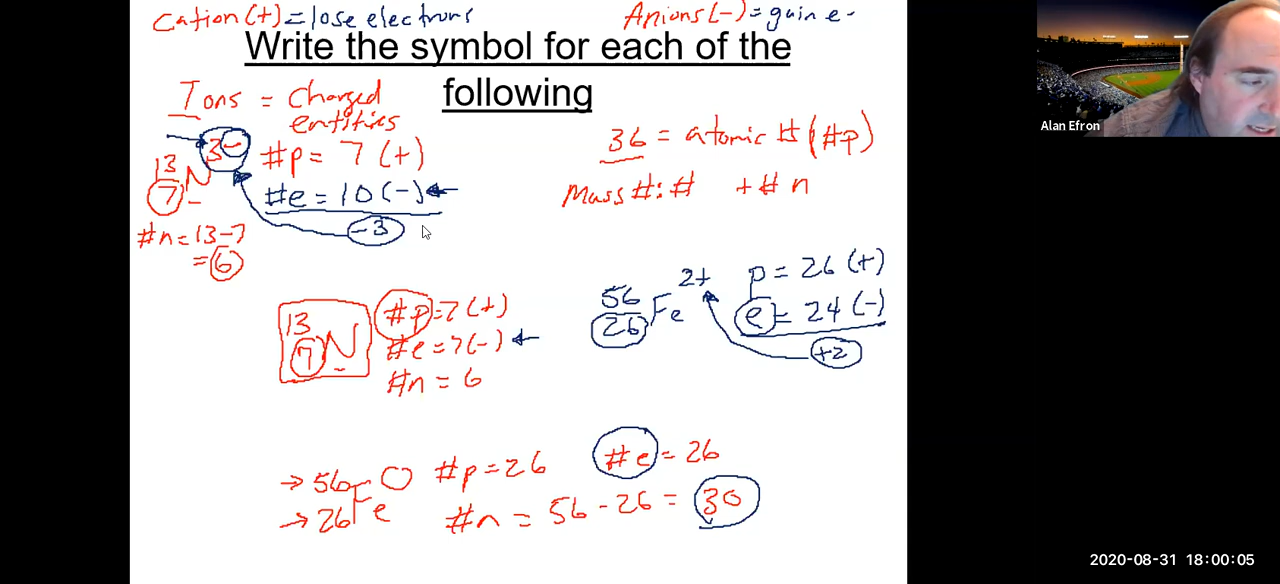 Cation (+) = lose electrons
Anions (-) = gain e-
Write the symbol for each of the
following
Ions = charged
entities
13 3-
7 N
#p = 7 (+)
#e = 10 (-)
-3
#n = 13-7
= 6
36 = atomic # (#p)
Mass #: # + # n
13
7 N
#p = 7 (+)
#e = 7 (-)
#n = 6
56 2+
26 Fe
p = 26 (+)
e = 24 (-)
+2
→ 56 0
→ 26 Fe
#p = 26
#e = 26
#n = 56 - 26 = 30
Alan Efron
2020-08-31 18:00:05